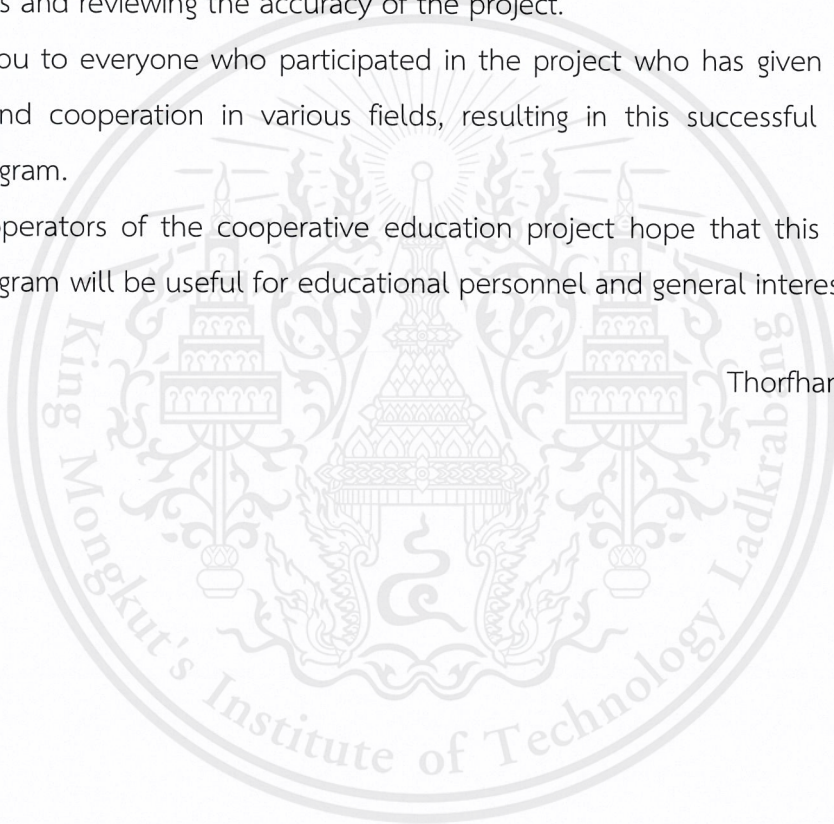 s and reviewing the accuracy of the project.
ou to everyone who participated in the project who has given
nd cooperation in various fields, resulting in this successful
gram.
perators of the cooperative education project hope that this
gram will be useful for educational personnel and general interes
Thorfhan
King Mongkut's Institute of Technology Ladkrabang